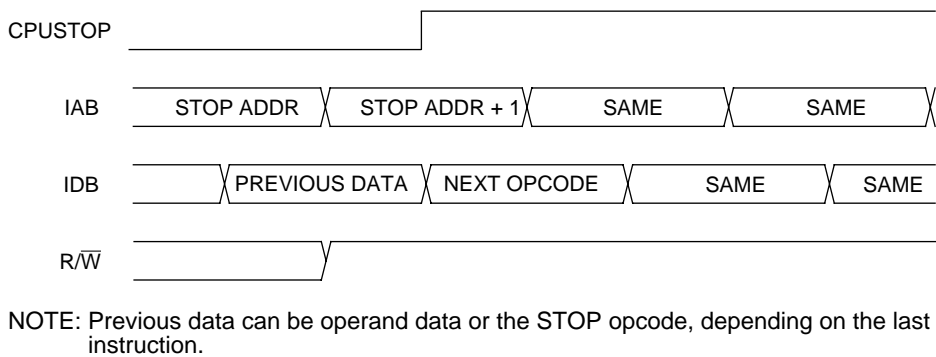 CPUSTOP
IAB STOP ADDR STOP ADDR + 1 SAME SAME
IDB PREVIOUS DATA NEXT OPCODE SAME SAME
R/W̅
NOTE: Previous data can be operand data or the STOP opcode, depending on the last
instruction.